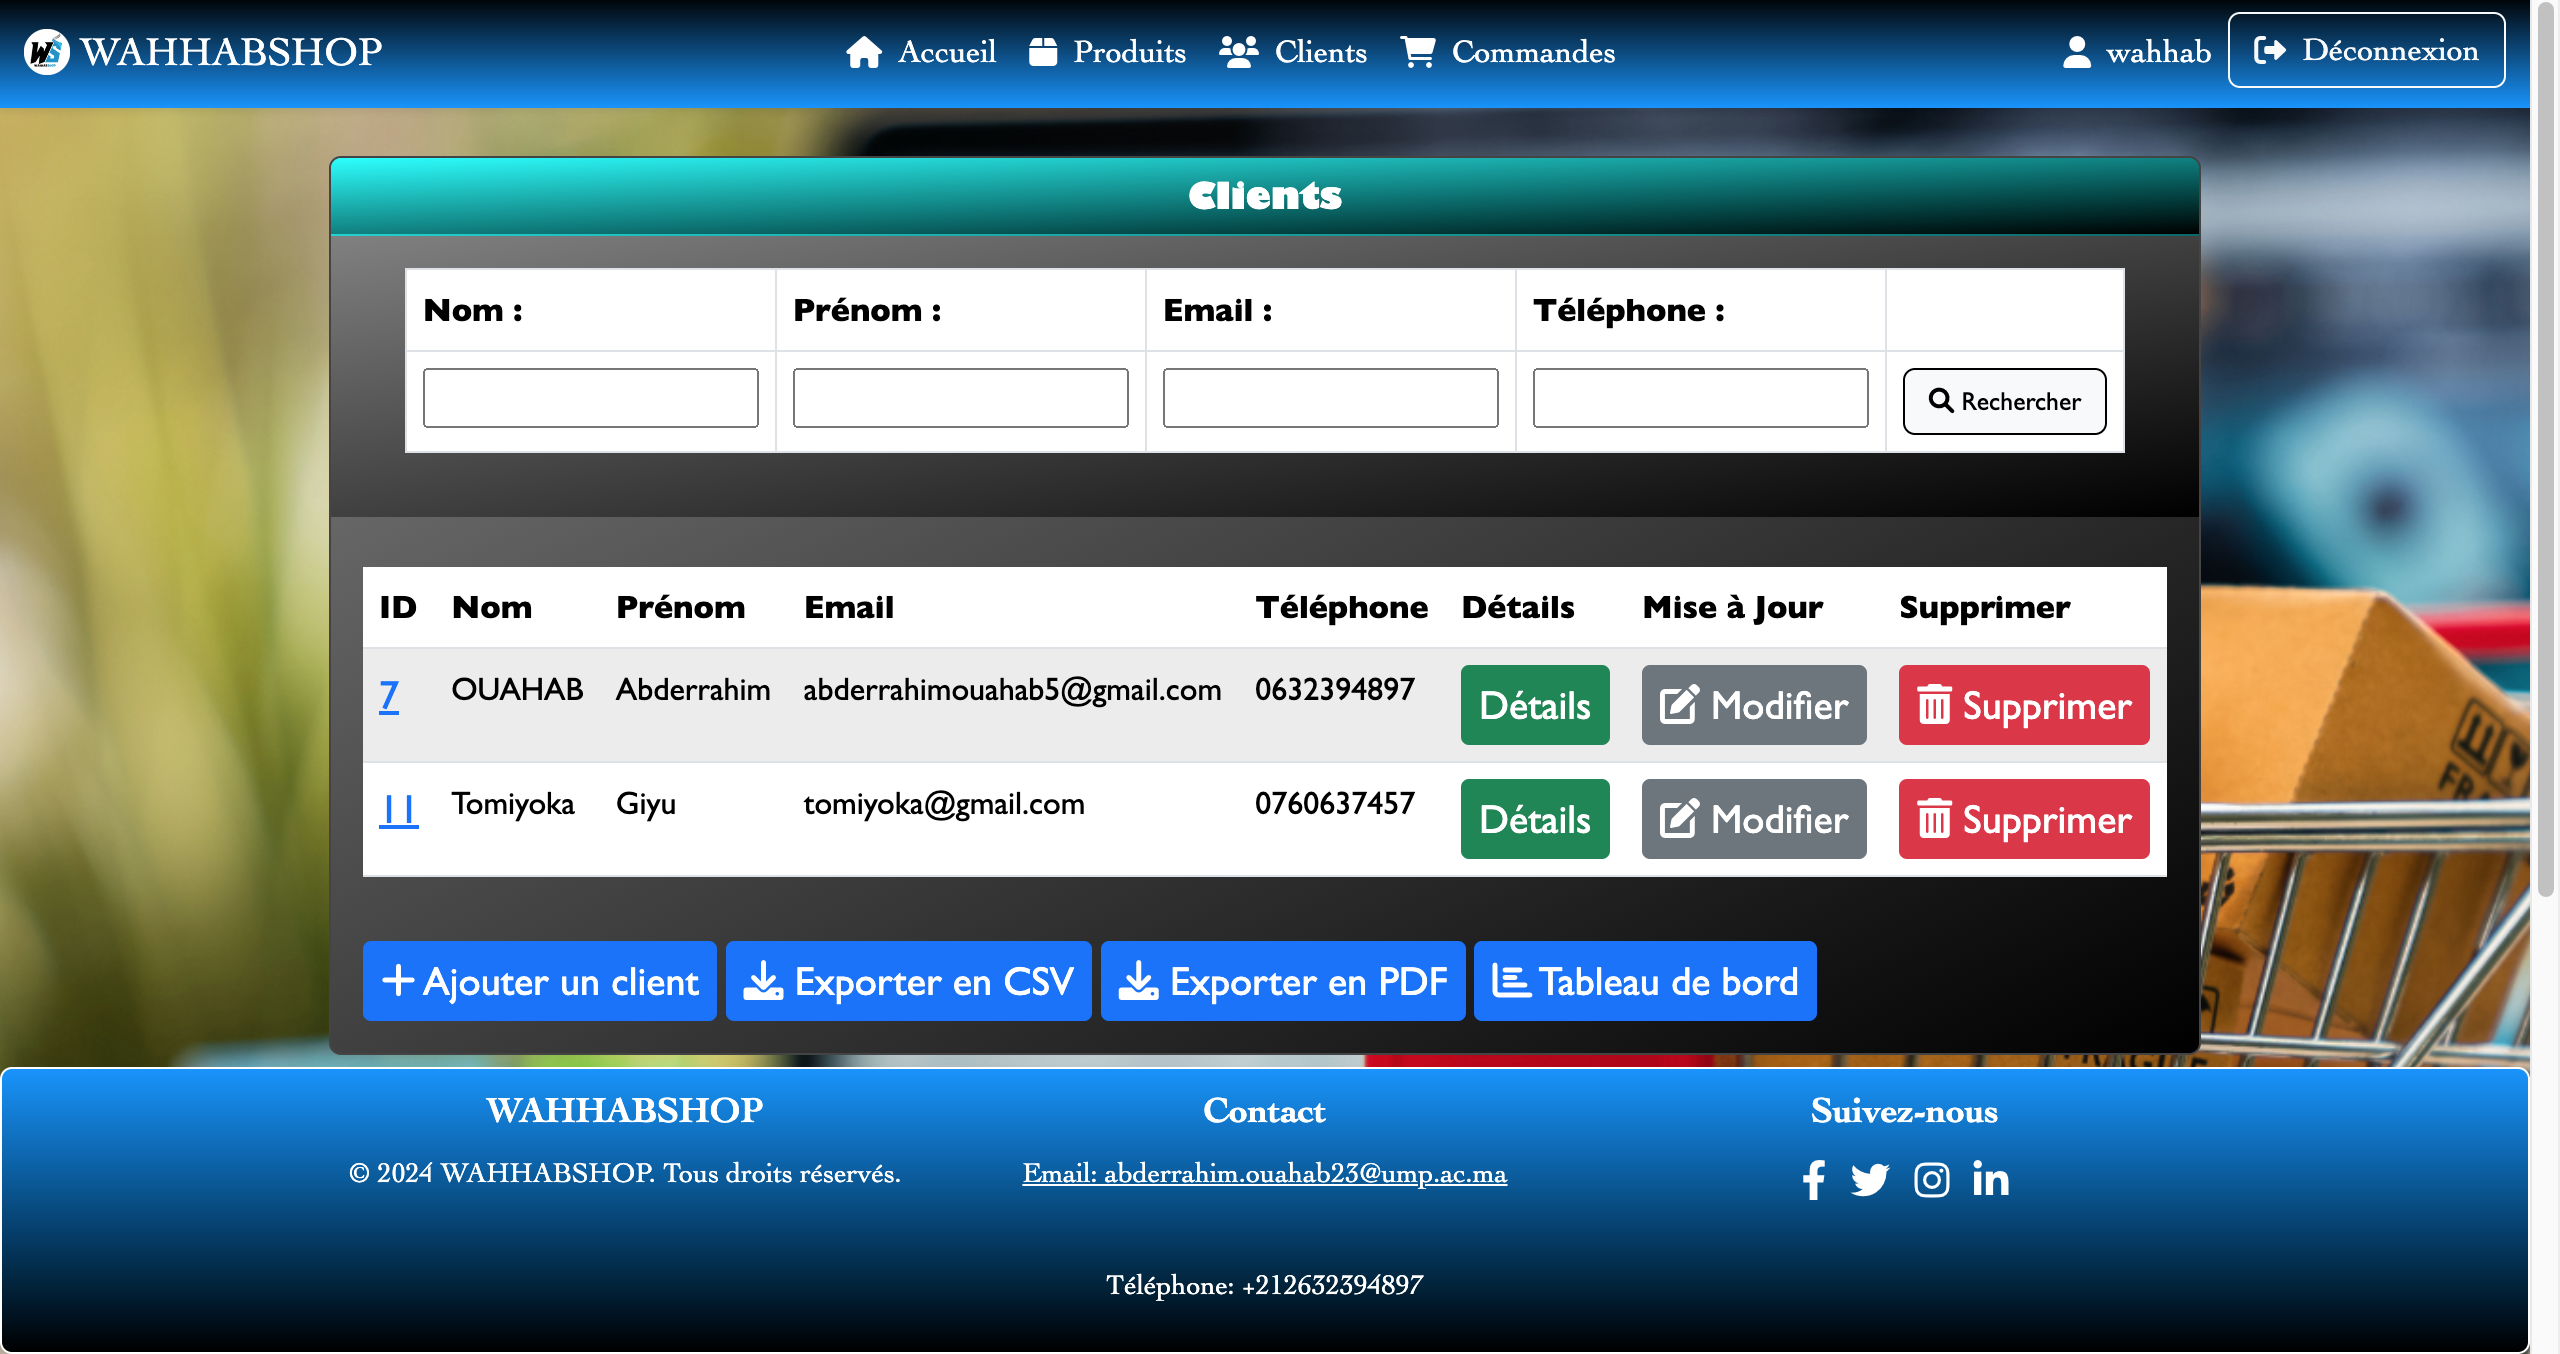 WAHHABSHOP Accueil Produits Clients Commandes wahhab Déconnexion
Clients
Nom : Prénom : Email : Téléphone :
Rechercher
ID Nom Prénom Email Téléphone Détails Mise à Jour Supprimer
7 OUAHAB Abderrahim abderrahimouahab5@gmail.com 0632394897 Détails Modifier Supprimer
11 Tomiyoka Giyu tomiyoka@gmail.com 0760637457 Détails Modifier Supprimer
Ajouter un client Exporter en CSV Exporter en PDF Tableau de bord
WAHHABSHOP Contact Suivez-nous
© 2024 WAHHABSHOP. Tous droits réservés. Email: abderrahim.ouahab23@ump.ac.ma
Téléphone: +212632394897